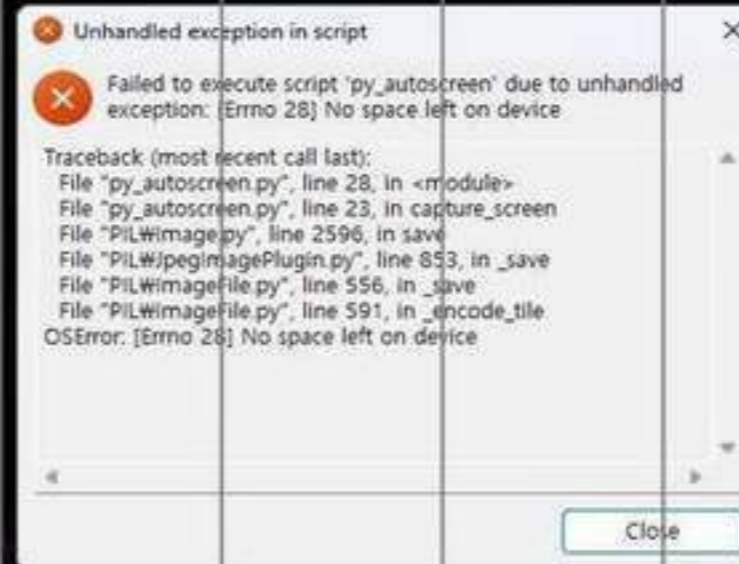 Unhandled exception in script
Failed to execute script 'py_autoscreen' due to unhandled
exception: [Errno 28] No space left on device
Traceback (most recent call last):
File "py_autoscreen.py", line 28, in <module>
File "py_autoscreen.py", line 23, in capture_screen
File "PIL₩Image.py", line 2596, in save
File "PIL₩JpegImagePlugin.py", line 853, in _save
File "PIL₩ImageFile.py", line 556, in _save
File "PIL₩ImageFile.py", line 591, in _encode_tile
OSError: [Errno 28] No space left on device
Close